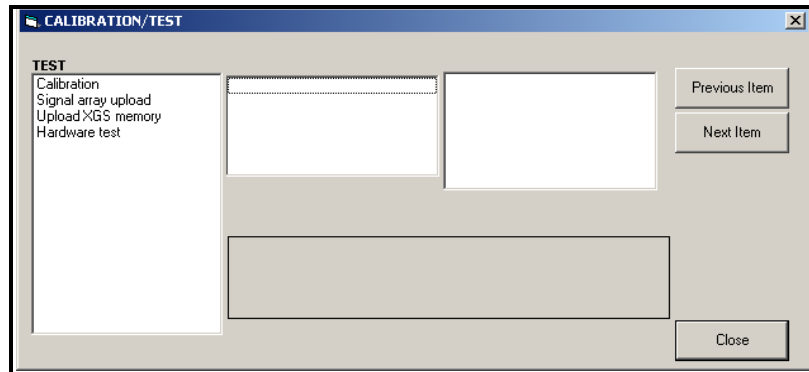 CALIBRATION/TEST
TEST
Calibration
Signal array upload
Upload XGS memory
Hardware test
Previous Item
Next Item
Close